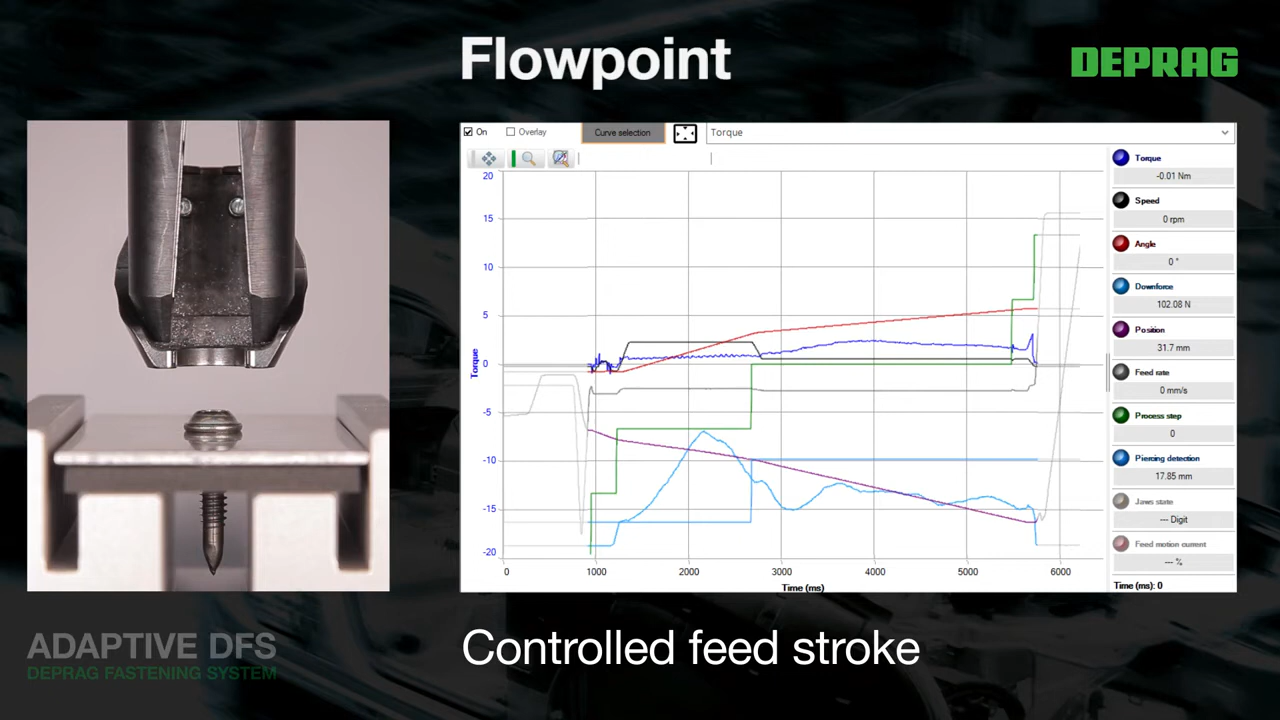 Flowpoint
DEPRAG
On
Overlay
Curve selection
Torque
20
15
10
5
0
-5
-10
-15
-20
Torque
0
1000
2000
3000
4000
5000
6000
Time (ms)
Torque
-0.01 Nm
Speed
0 rpm
Angle
0 °
Downforce
102.08 N
Position
31.7 mm
Feed rate
0 mm/s
Process step
0
Piercing detection
17.85 mm
Jaws state
--- Digit
Feed motion current
---.- %
Time (ms): 0
ADAPTIVE DFS
DEPRAG FASTENING SYSTEM
Controlled feed stroke